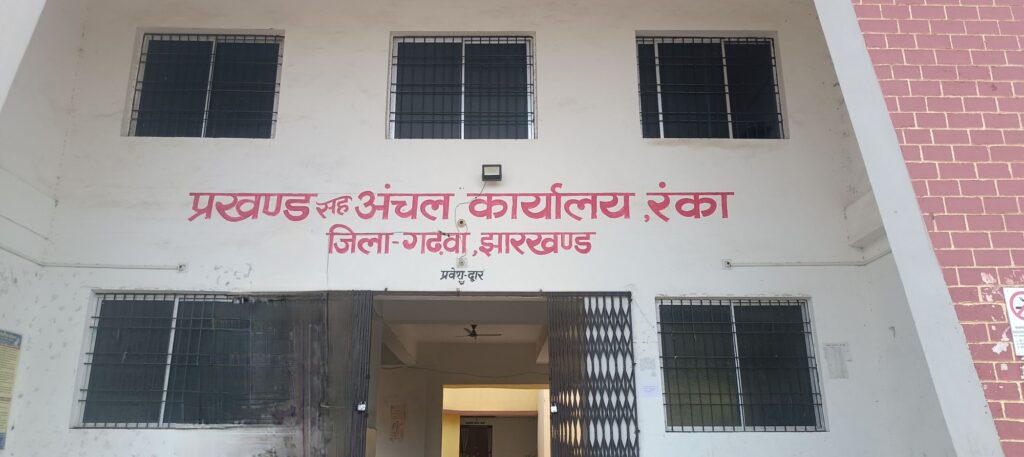 प्रखण्ड सह अंचल कार्यालय ,रंका
जिला-गढ़वा ,झारखण्ड
प्रवेश-द्वार